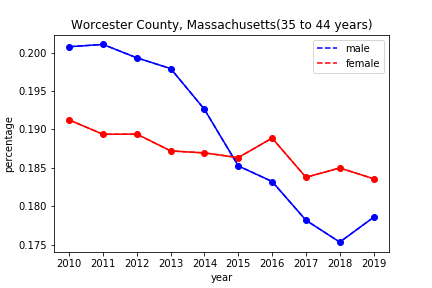 Worcester County, Massachusetts(35 to 44 years)
male
female
percentage
0.200
0.195
0.190
0.185
0.180
0.175
2010 2011 2012 2013 2014 2015 2016 2017 2018 2019
year